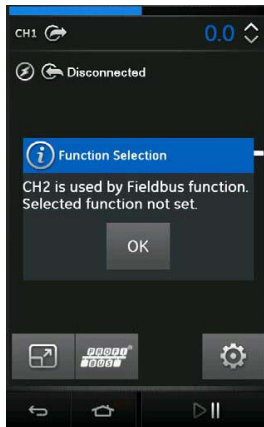 CH1 0.0
Disconnected
Function Selection
CH2 is used by Fieldbus function.
Selected function not set.
OK
PROFI
BUS